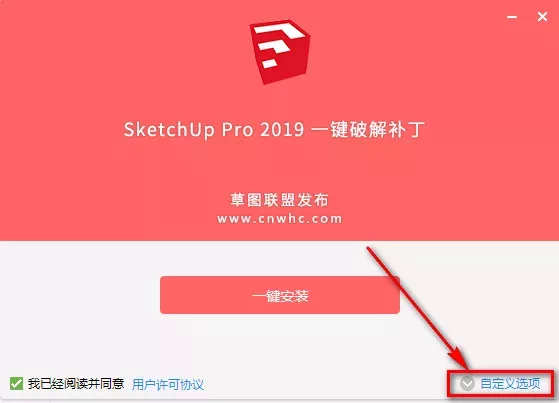 SketchUp Pro 2019 一键破解补丁
草图联盟发布
www.cnwhc.com
一键安装
我已经阅读并同意 用户许可协议
自定义选项